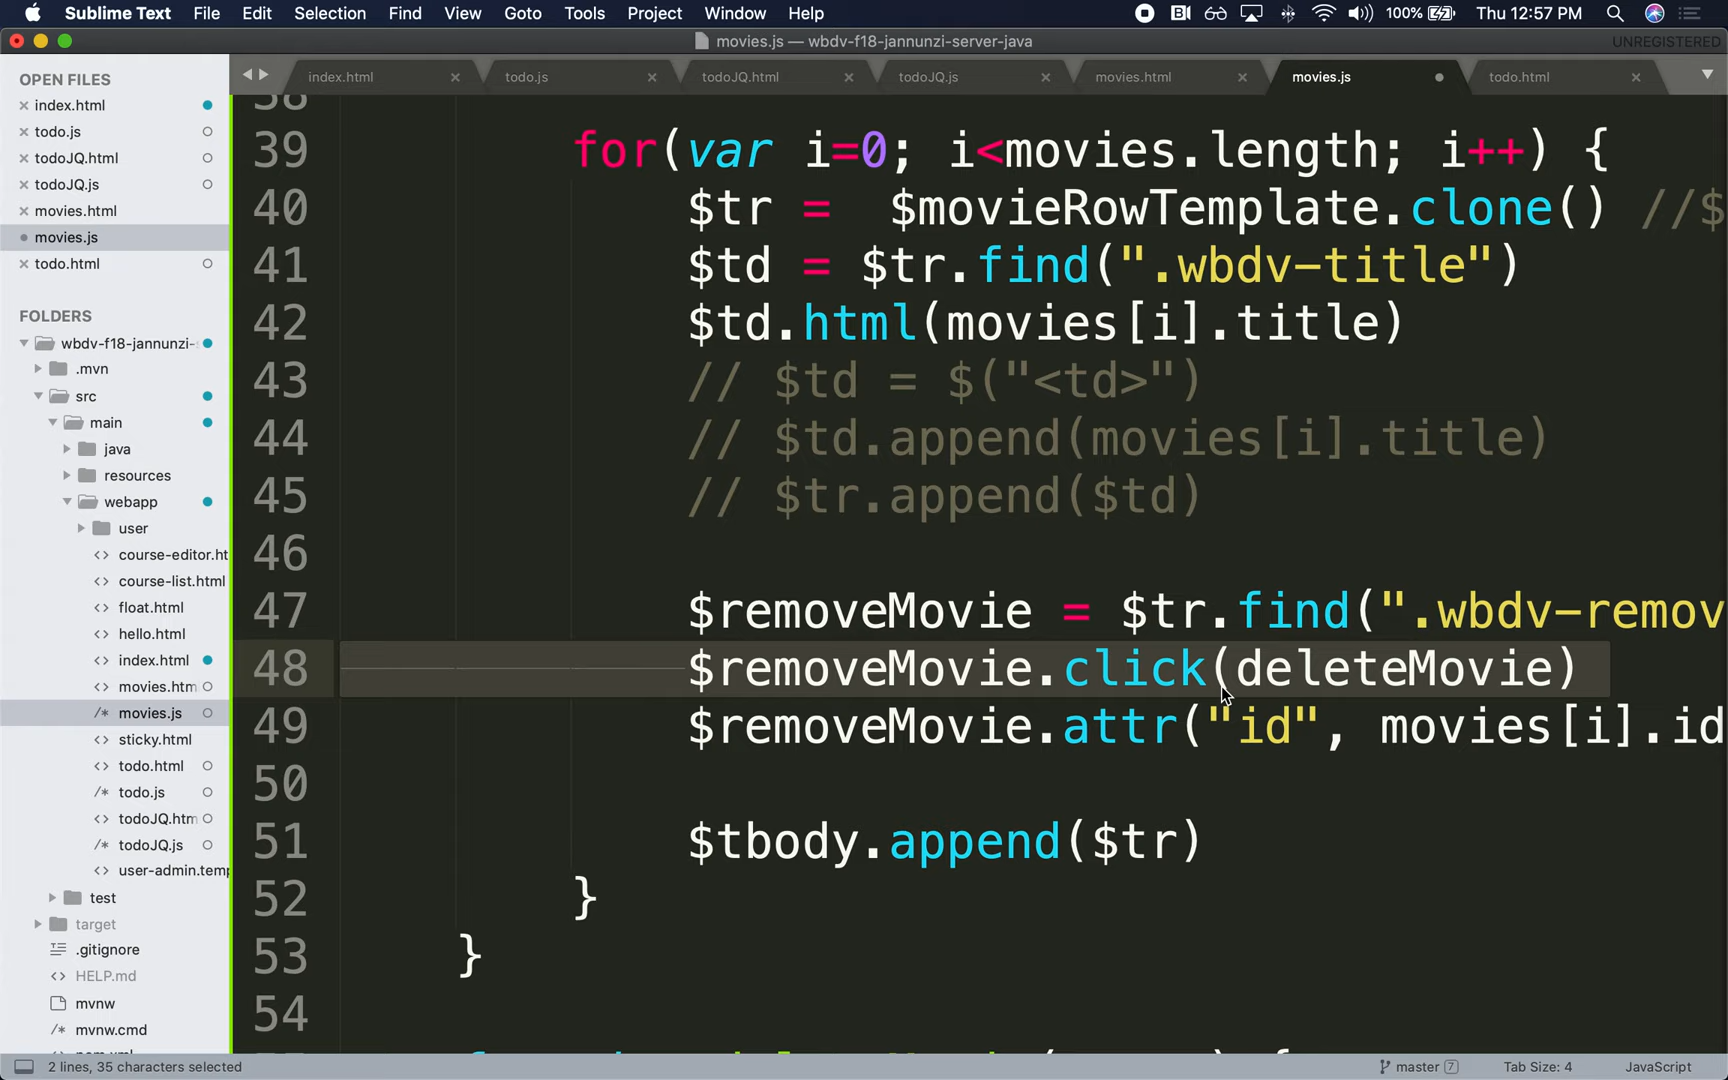 Sublime Text File Edit Selection Find View Goto Tools Project Window Help 100% Thu 12:57 PM
movies.js — wbdv-f18-jannunzi-server-java UNREGISTERED
OPEN FILES
index.html
todo.js
todoJQ.html
todoJQ.js
movies.html
movies.js
todo.html
FOLDERS
wbdv-f18-jannunzi-
.mvn
src
main
java
resources
webapp
user
course-editor.ht
course-list.html
float.html
hello.html
index.html
movies.htm
movies.js
sticky.html
todo.html
todo.js
todoJQ.htm
todoJQ.js
user-admin.temp
test
target
.gitignore
HELP.md
mvnw
mvnw.cmd
index.html todo.js todoJQ.html todoJQ.js movies.html movies.js todo.html
38
39 for(var i=0; i<movies.length; i++) {
40 $tr = $movieRowTemplate.clone() //$
41 $td = $tr.find(".wbdv-title")
42 $td.html(movies[i].title)
43 // $td = $("<td>")
44 // $td.append(movies[i].title)
45 // $tr.append($td)
46
47 $removeMovie = $tr.find(".wbdv-remov
48 $removeMovie.click(deleteMovie)
49 $removeMovie.attr("id", movies[i].id
50
51 $tbody.append($tr)
52 }
53 }
54
2 lines, 35 characters selected master 7 Tab Size: 4 JavaScript